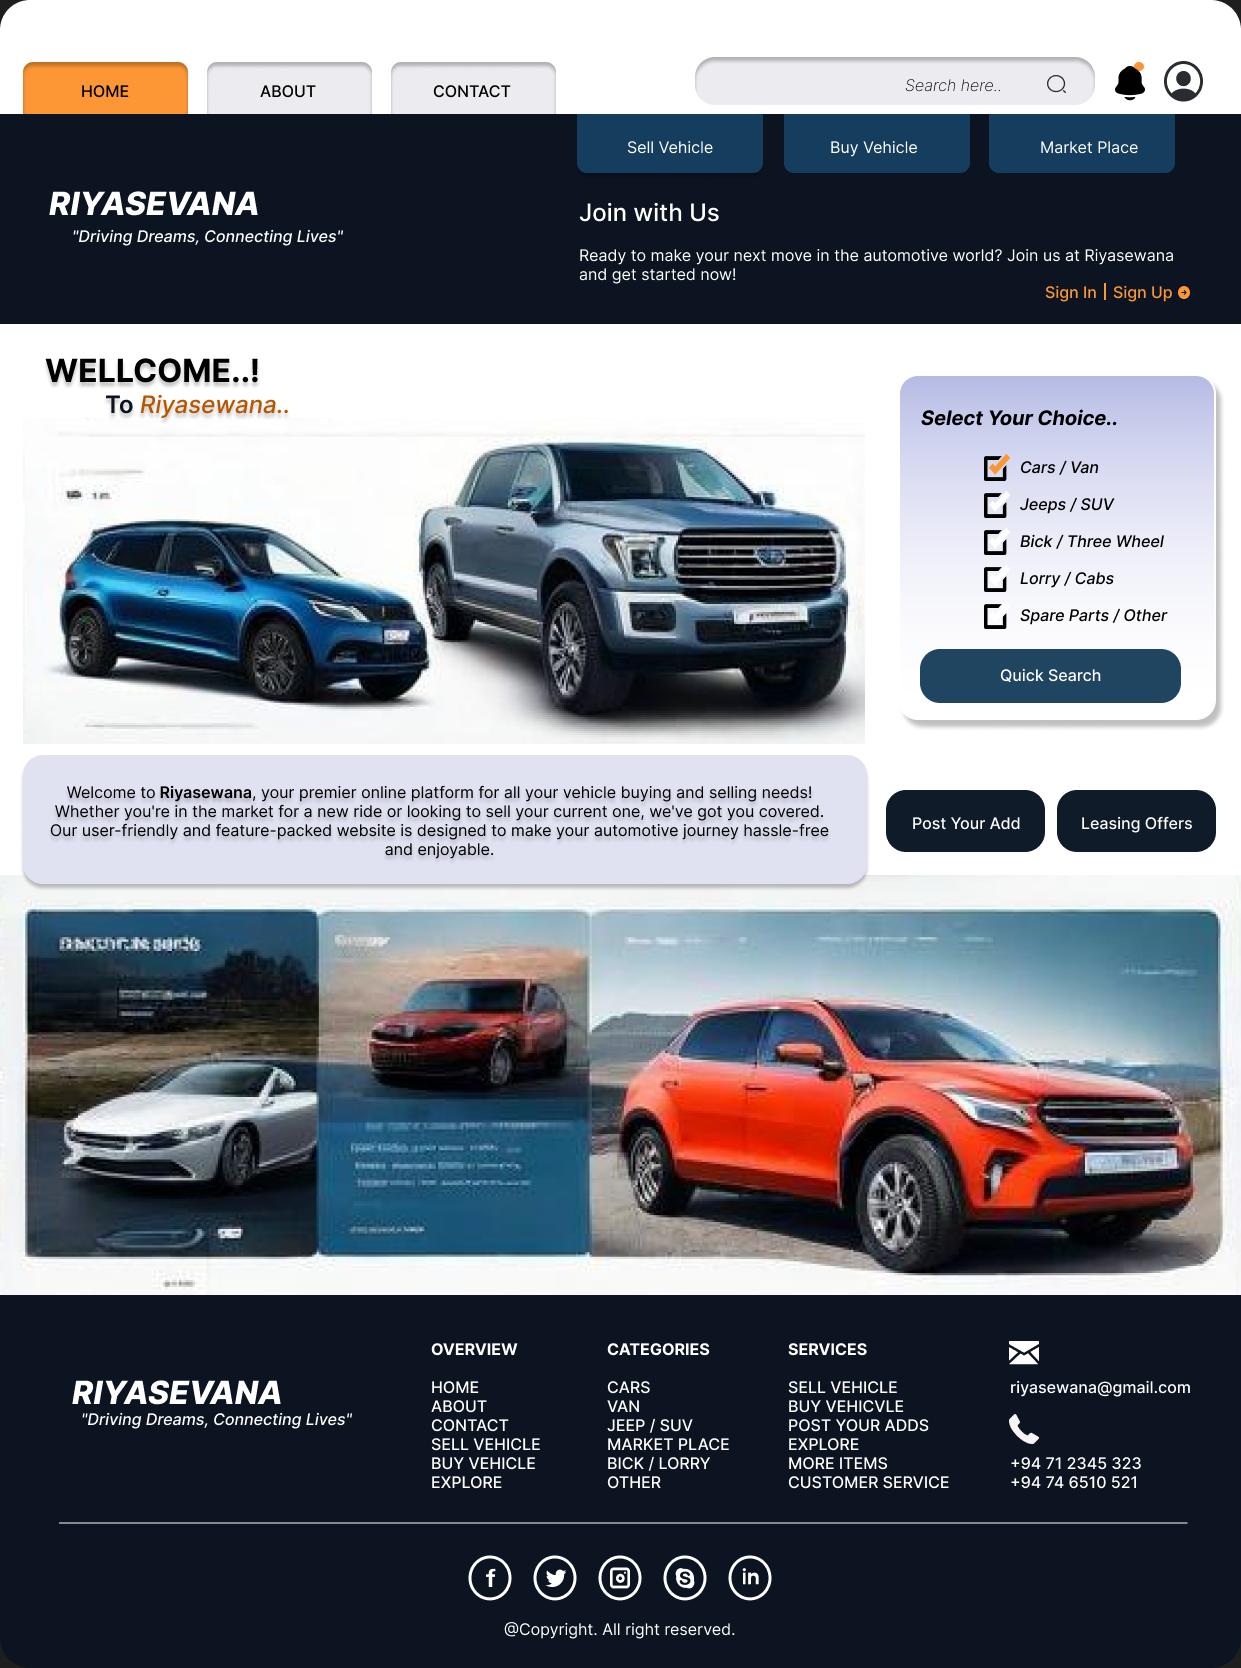 HOME
ABOUT
CONTACT
Search here..
Sell Vehicle
Buy Vehicle
Market Place
RIYASEVANA
"Driving Dreams, Connecting Lives"
Join with Us
Ready to make your next move in the automotive world? Join us at Riyasewana
and get started now!
Sign In | Sign Up
WELLCOME..!
To Riyasewana..
Select Your Choice..
Cars / Van
Jeeps / SUV
Bick / Three Wheel
Lorry / Cabs
Spare Parts / Other
Quick Search
Welcome to Riyasewana, your premier online platform for all your vehicle buying and selling needs!
Whether you're in the market for a new ride or looking to sell your current one, we've got you covered.
Our user-friendly and feature-packed website is designed to make your automotive journey hassle-free
and enjoyable.
Post Your Add
Leasing Offers
RIYASEVANA
"Driving Dreams, Connecting Lives"
OVERVIEW
HOME
ABOUT
CONTACT
SELL VEHICLE
BUY VEHICLE
EXPLORE
CATEGORIES
CARS
VAN
JEEP / SUV
MARKET PLACE
BICK / LORRY
OTHER
SERVICES
SELL VEHICLE
BUY VEHICVLE
POST YOUR ADDS
EXPLORE
MORE ITEMS
CUSTOMER SERVICE
riyasewana@gmail.com
+94 71 2345 323
+94 74 6510 521
@Copyright. All right reserved.